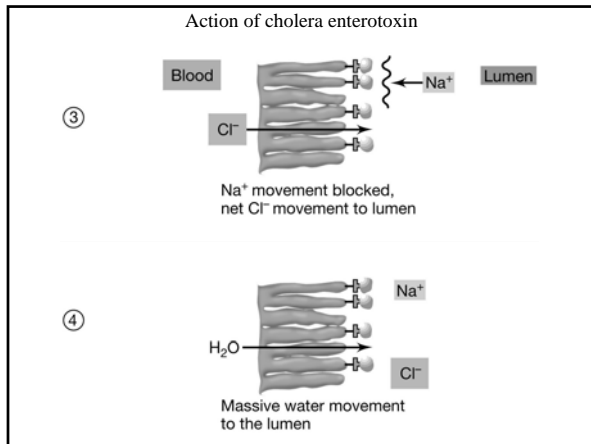 Action of cholera enterotoxin
Blood
Na⁺
Lumen
③
Cl⁻
Na⁺ movement blocked,
net Cl⁻ movement to lumen
Na⁺
④
H₂O
Cl⁻
Massive water movement
to the lumen